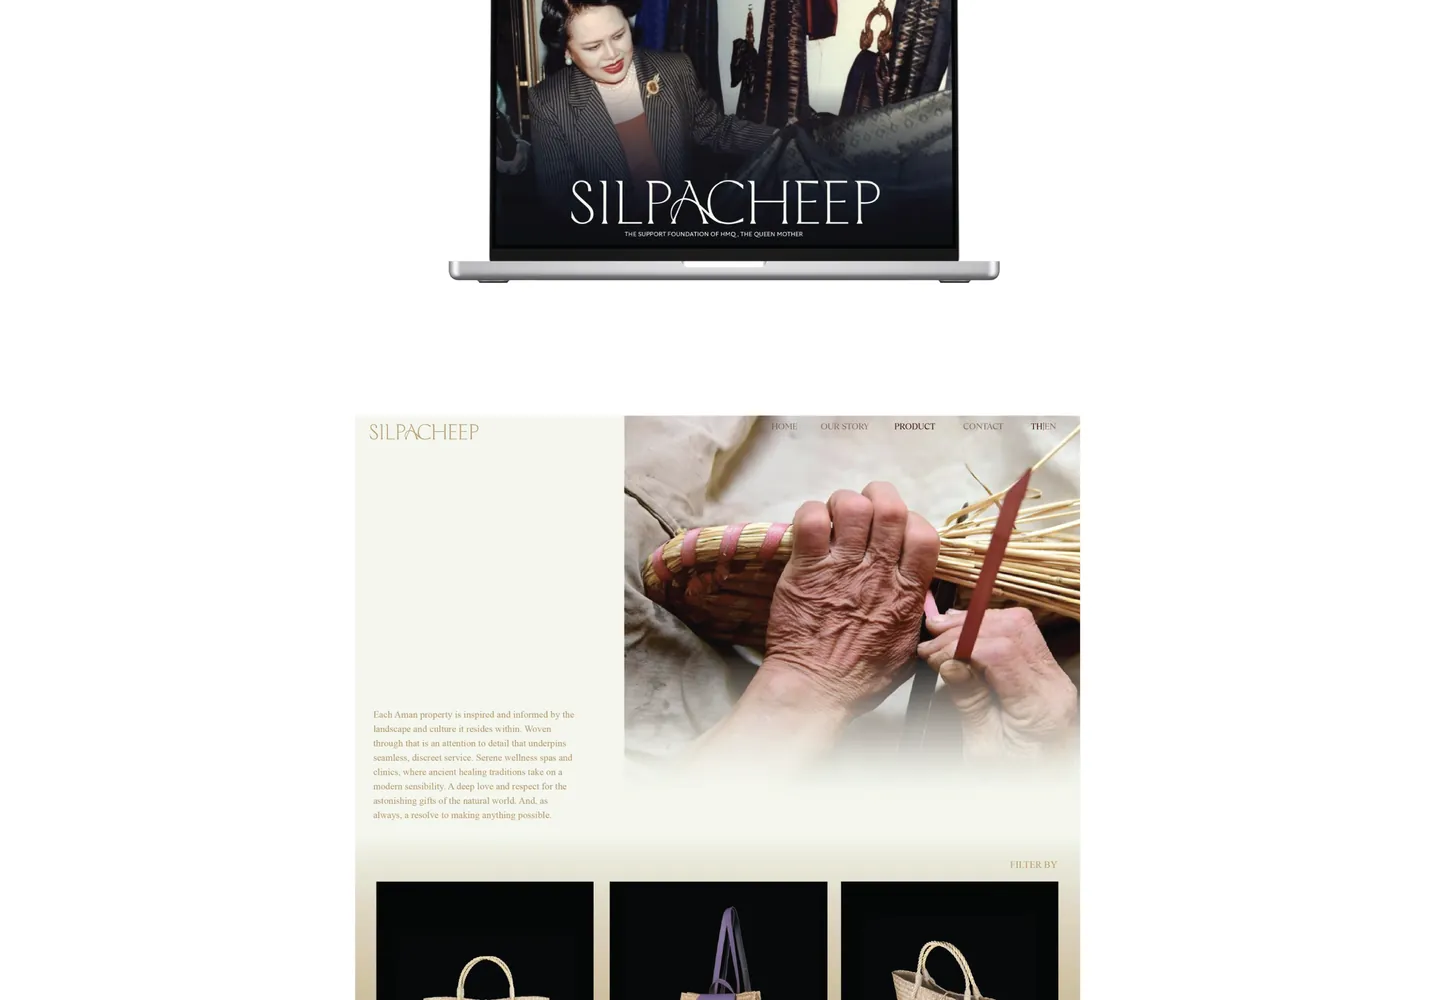 SILPACHEEP
THE SUPPORT FOUNDATION OF HMQ , THE QUEEN MOTHER
SILPACHEEP
HOME OUR STORY PRODUCT CONTACT TH|EN
Each Aman property is inspired and informed by the
landscape and culture it resides within. Woven
through that is an attention to detail that underpins
seamless, discreet service. Serene wellness spas and
clinics, where ancient healing traditions take on a
modern sensibility. A deep love and respect for the
astonishing gifts of the natural world. And, as
always, a resolve to making anything possible.
FILTER BY